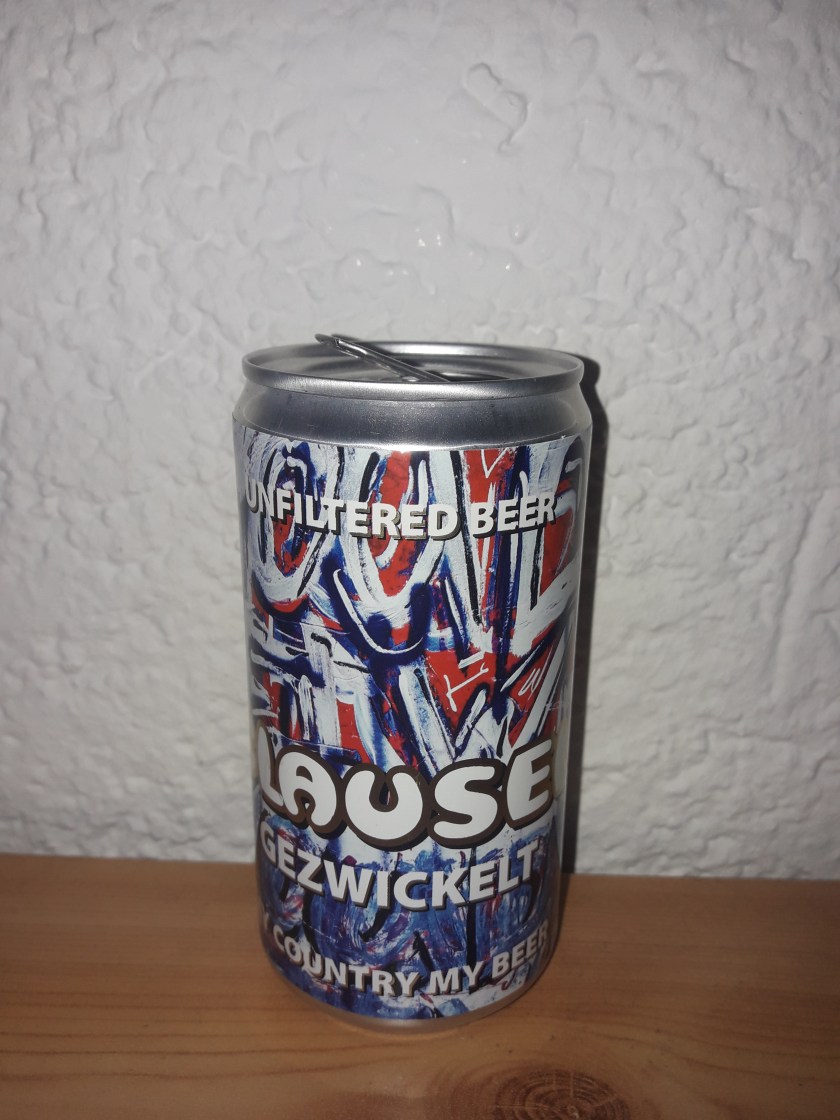 UNFILTERED BEER
LAUSE
GEZWICKELT
COUNTRY MY BEER